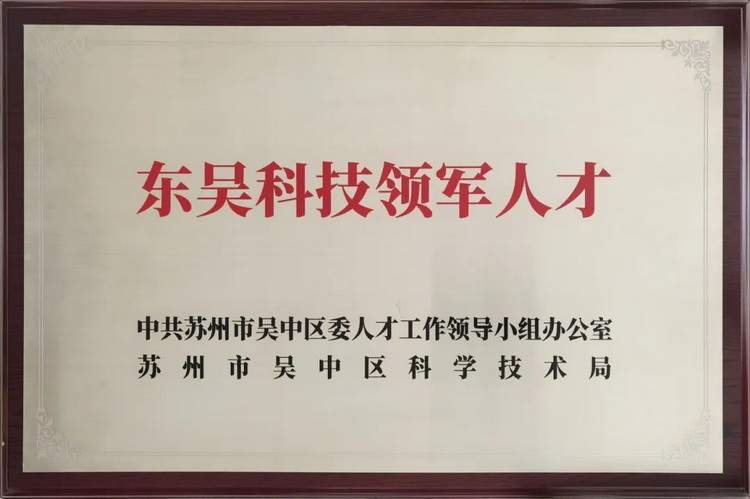 东吴科技领军人才
中共苏州市吴中区委人才工作领导小组办公室
苏州市吴中区科学技术局